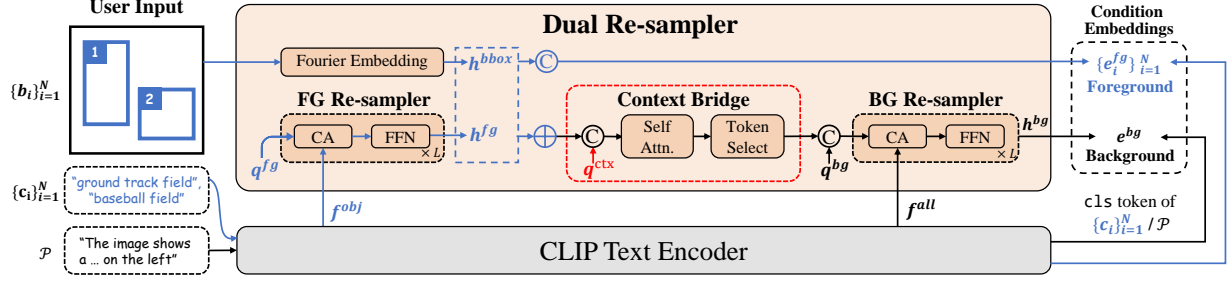 User Input
Dual Re-sampler
Condition
Embeddings
1
2
{b_i}_{i=1}^N
Fourier Embedding
h^{bbox}
©
{e_i^{fg}}_{i=1}^N
Foreground
FG Re-sampler
CA
FFN
× L
q^{fg}
h^{fg}
⊕
Context Bridge
©
Self
Attn.
Token
Select
q^{ctx}
©
q^{bg}
BG Re-sampler
CA
FFN
× L
h^{bg}
e^{bg}
Background
{c_i}_{i=1}^N
“ground track field”,
“baseball field”
f^{obj}
f^{all}
cls token of
{c_i}_{i=1}^N / 𝒫
𝒫
“The image shows
a ... on the left”
CLIP Text Encoder